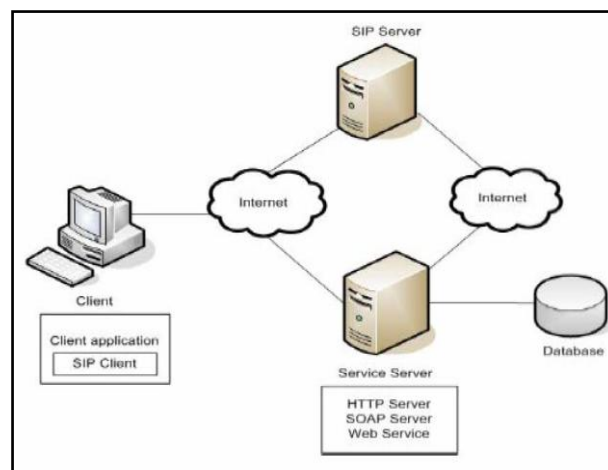 SIP Server
Internet
Internet
Client
Client application
SIP Client
Service Server
HTTP Server
SOAP Server
Web Service
Database